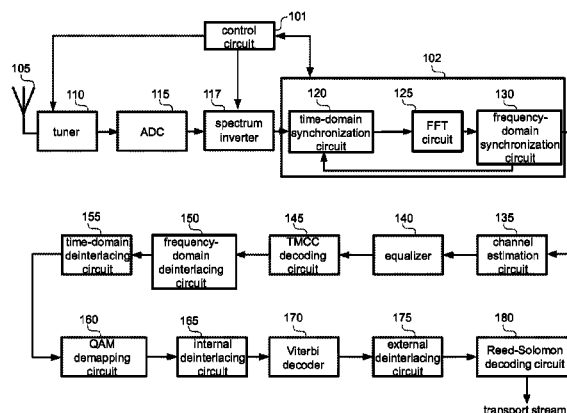 101
control
circuit
102
105
110
115
117
120
125
130
tuner
ADC
spectrum
inverter
time-domain
synchronization
circuit
FFT
circuit
frequency-
domain
synchronization
circuit
155
150
145
140
135
time-domain
deinterlacing
circuit
frequency-
domain
deinterlacing
circuit
TMCC
decoding
circuit
equalizer
channel
estimation
circuit
160
165
170
175
180
QAM
demapping
circuit
internal
deinterlacing
circuit
Viterbi
decoder
external
deinterlacing
circuit
Reed-Solomon
decoding circuit
transport stream